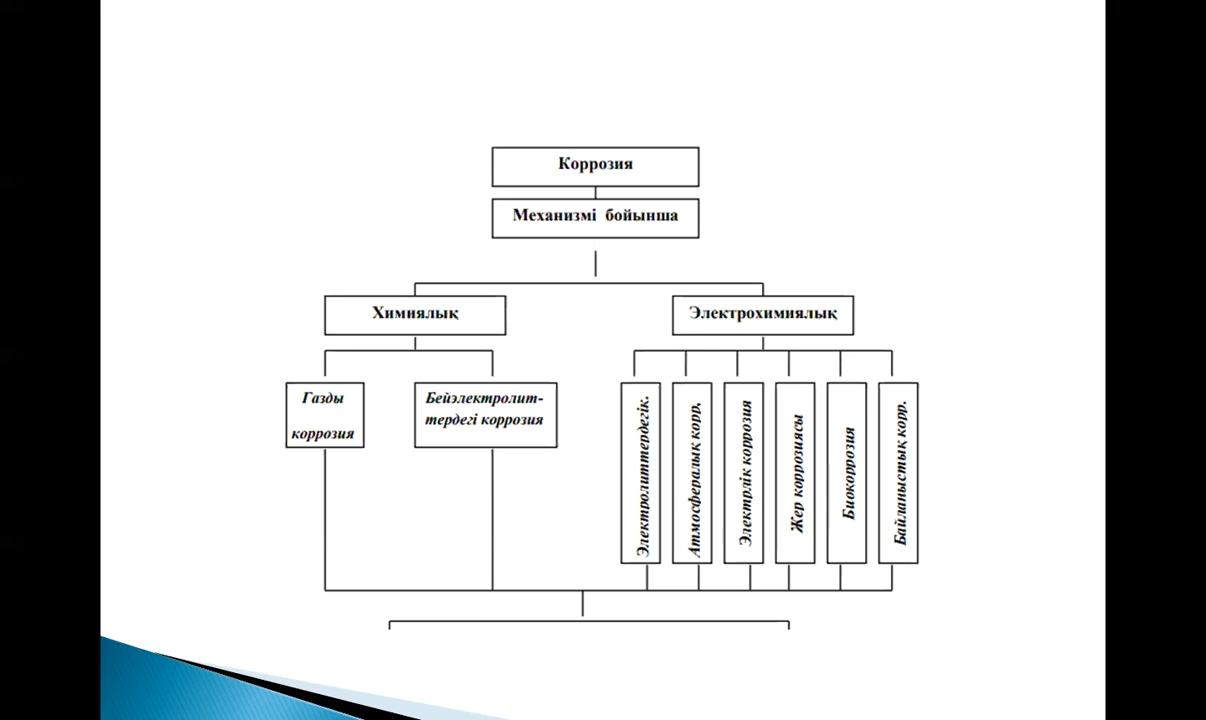 Коррозия
Механизмі бойынша
Химиялық
Электрохимиялық
Газды
коррозия
Бейэлектролит-
тердегі коррозия
Электролиттердегік.
Атмосфералық корр,
Электрлік коррозия
Жер коррозиясы
Биокоррозия
Байланыстық корр.